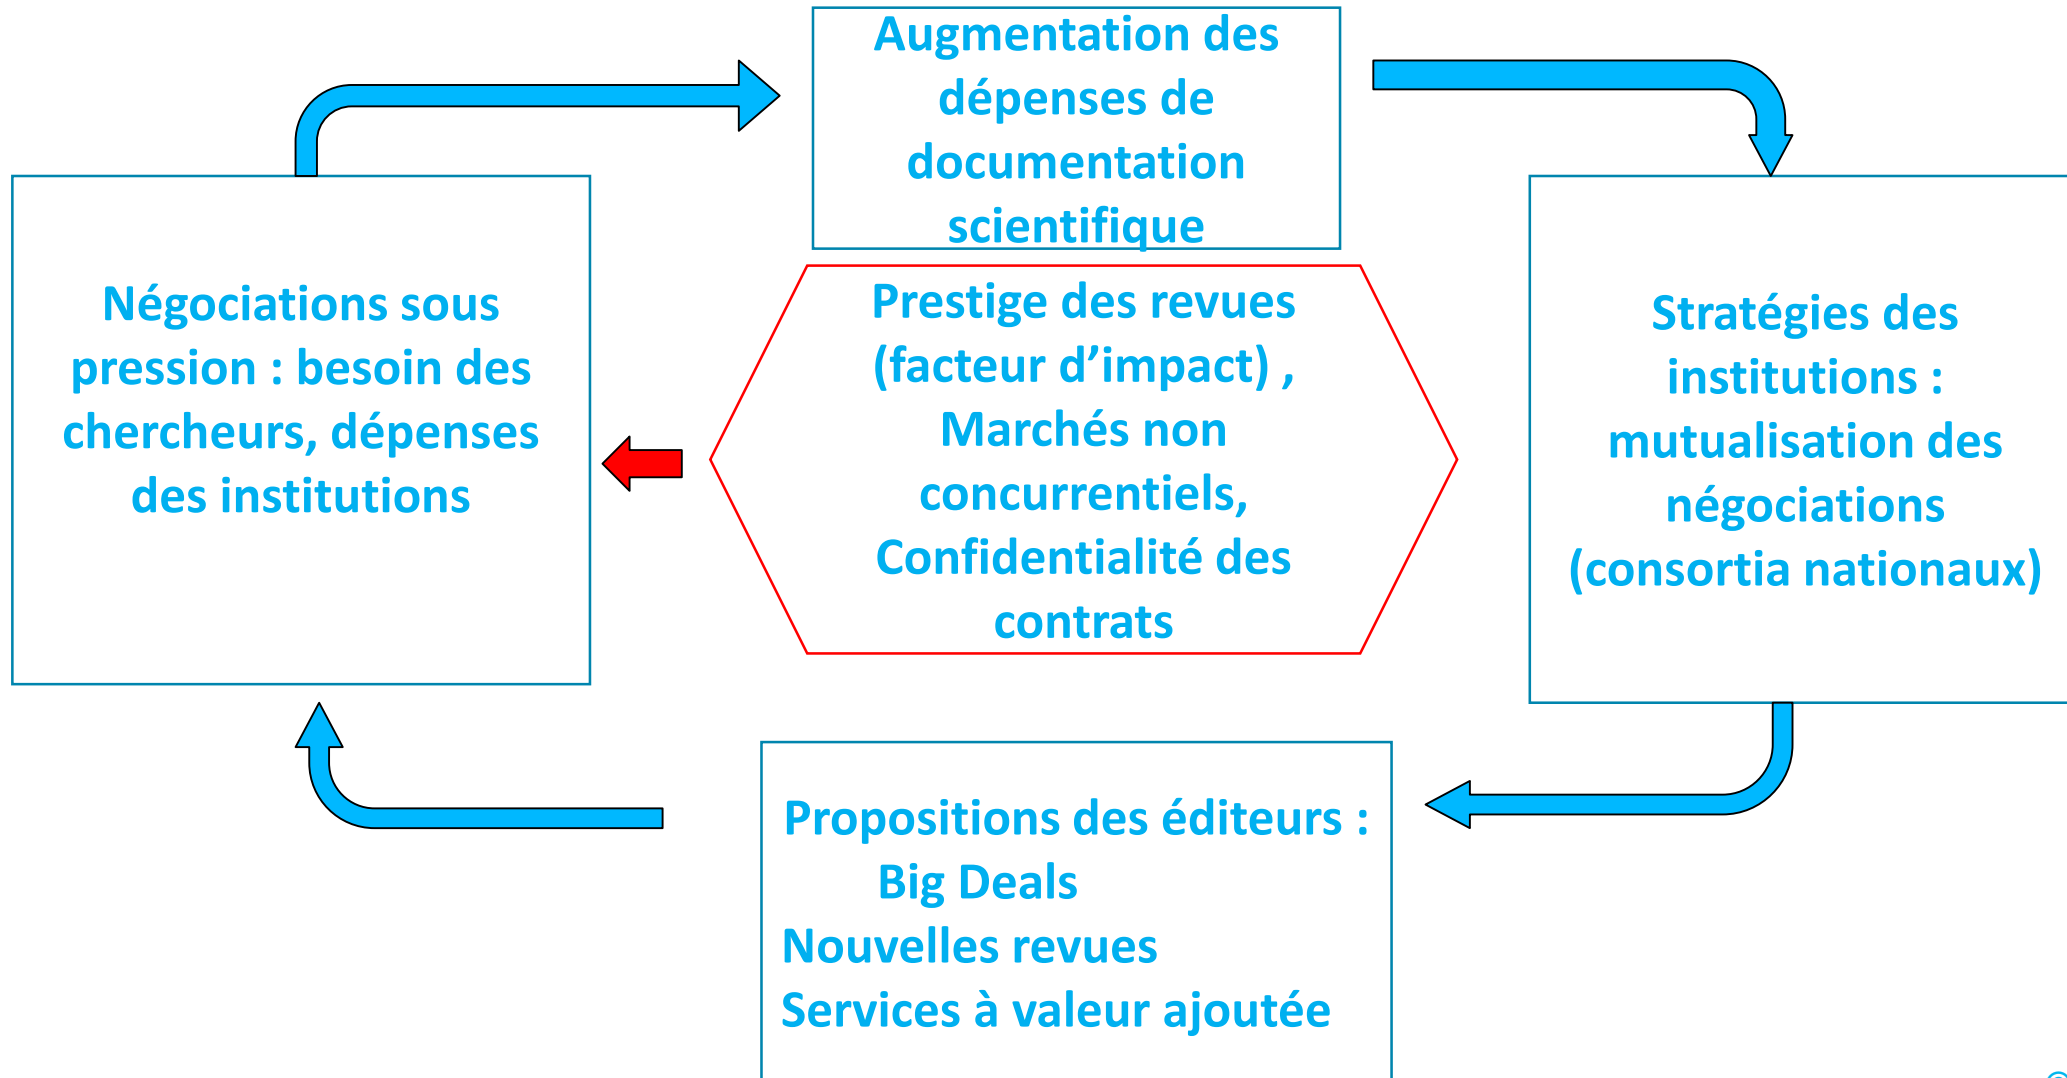 Augmentation des
dépenses de
documentation
scientifique
Négociations sous
pression : besoin des
chercheurs, dépenses
des institutions
Prestige des revues
(facteur d’impact) ,
Marchés non
concurrentiels,
Confidentialité des
contrats
Stratégies des
institutions :
mutualisation des
négociations
(consortia nationaux)
Propositions des éditeurs :
Big Deals
Nouvelles revues
Services à valeur ajoutée